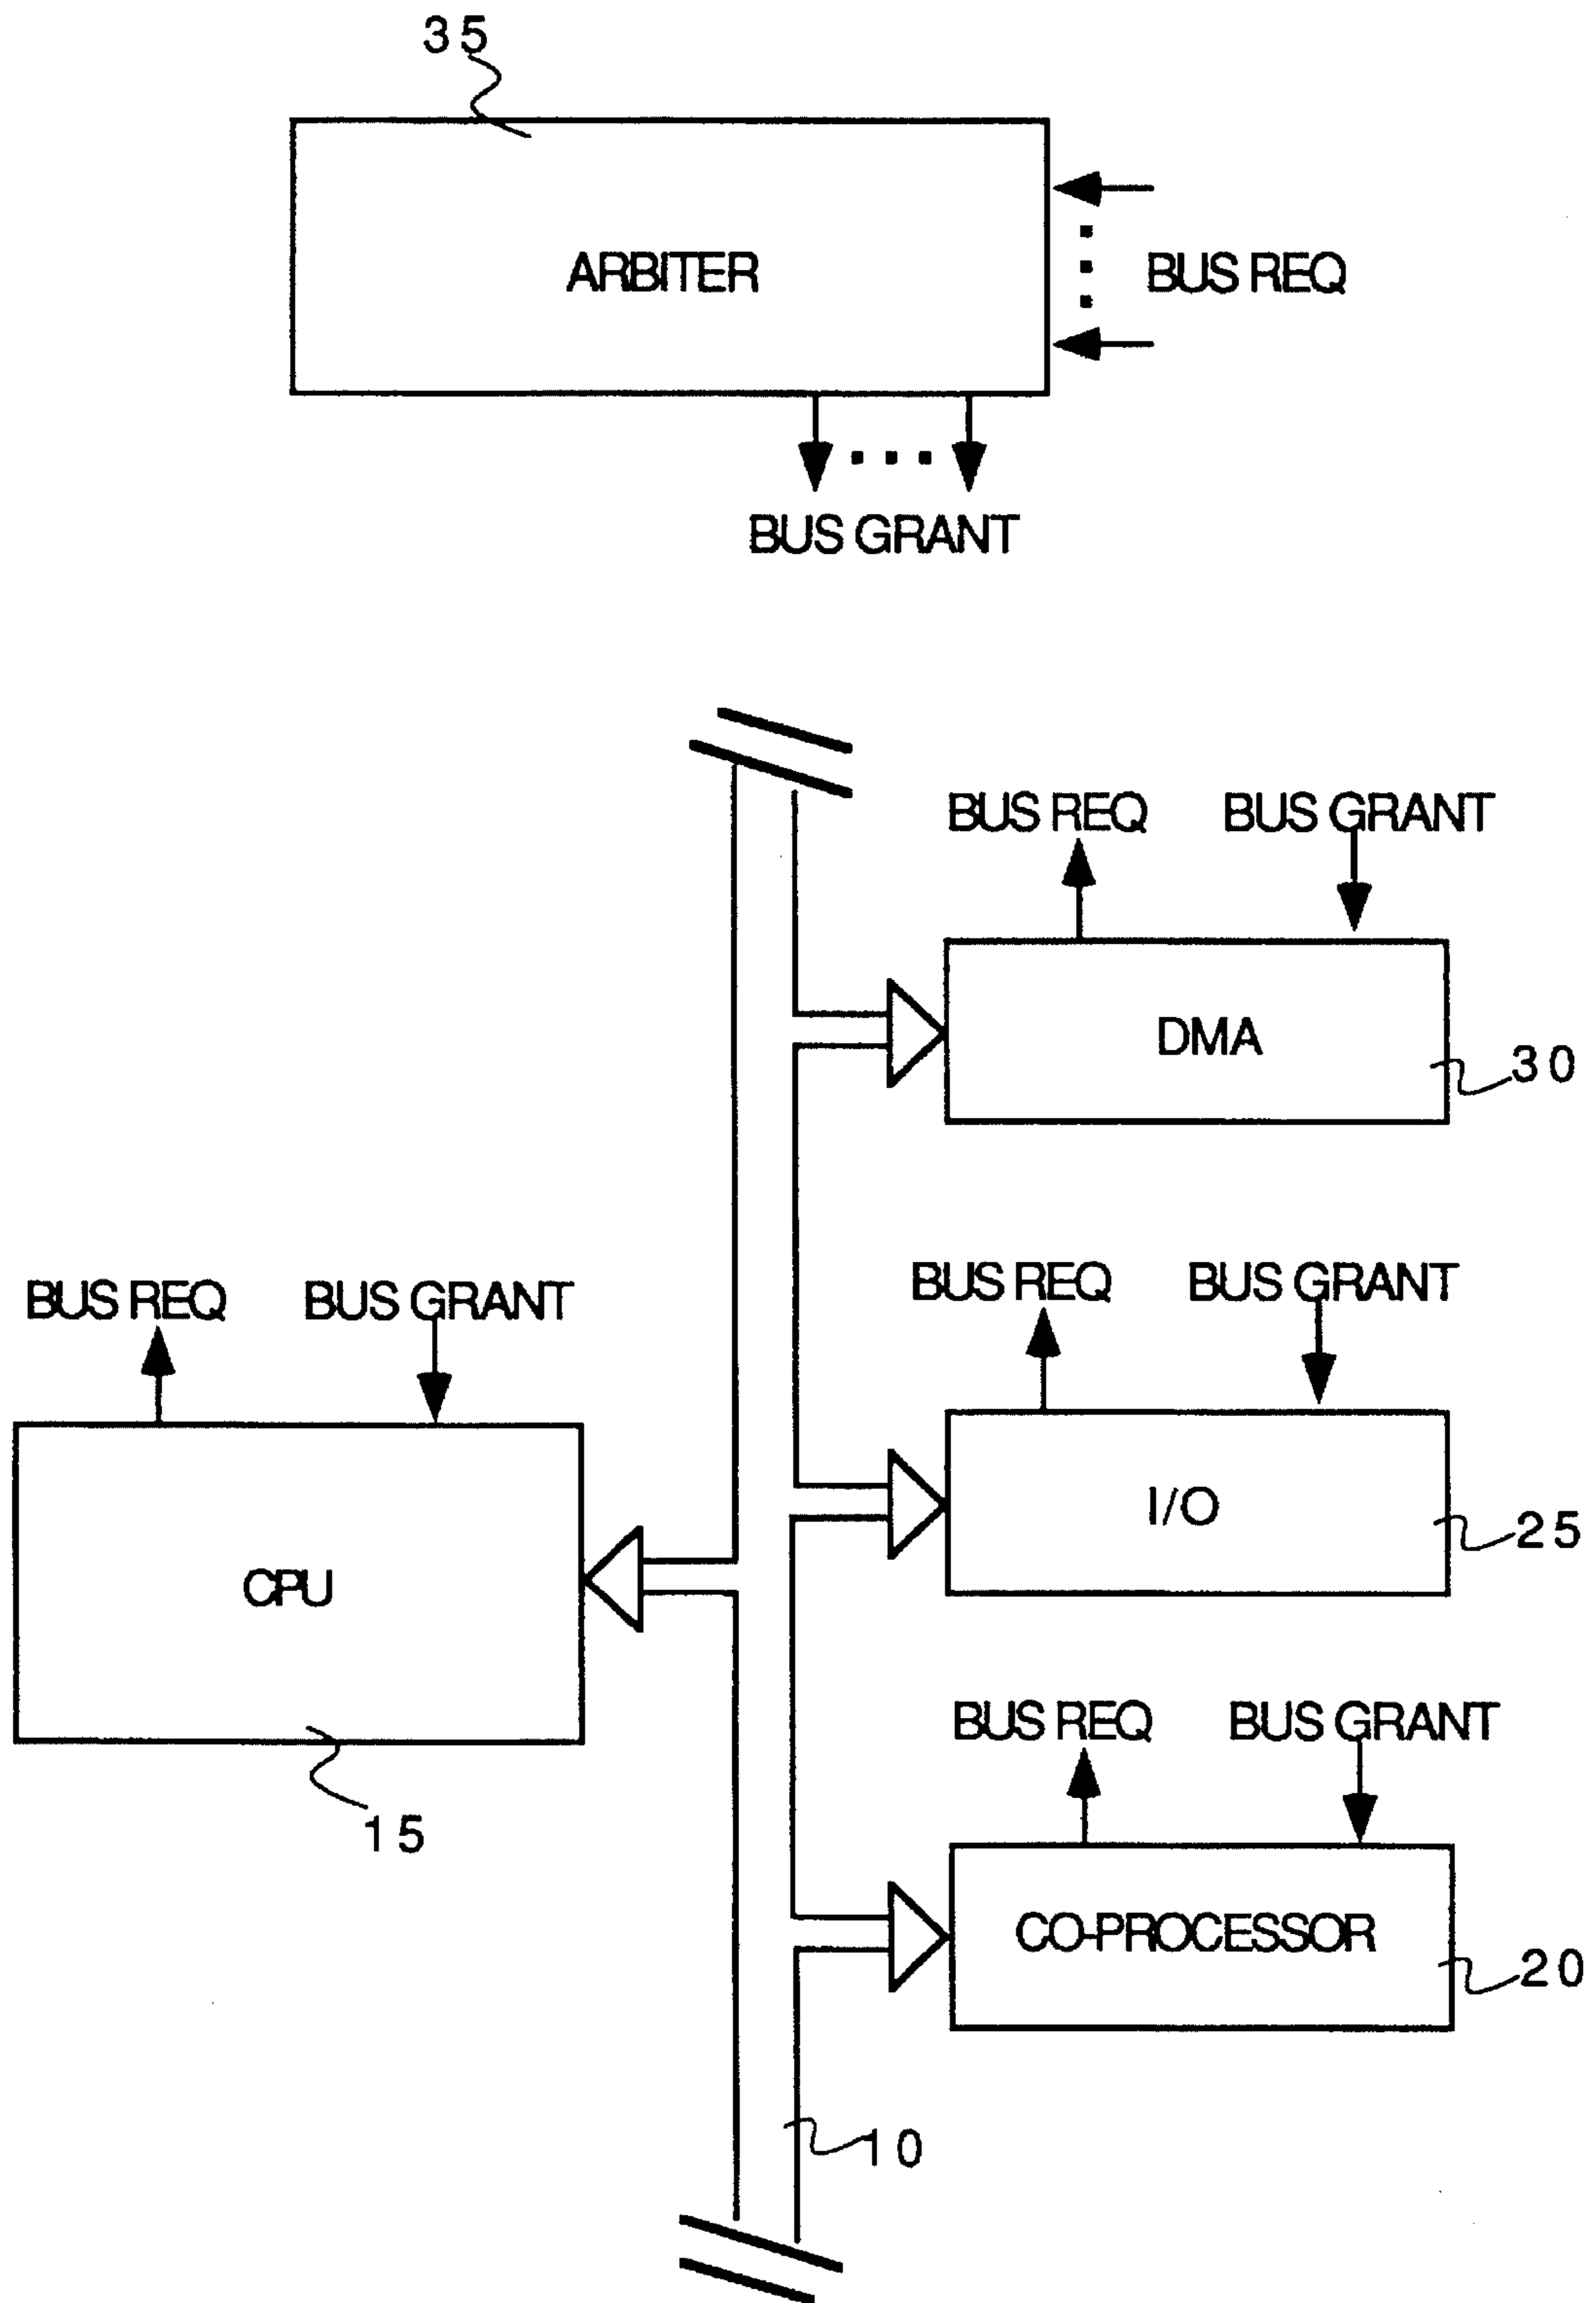 35
ARBITER
BUS REQ
BUS GRANT
BUS REQ
BUS GRANT
DMA
30
BUS REQ
BUS GRANT
BUS REQ
BUS GRANT
I/O
25
CPU
15
BUS REQ
BUS GRANT
CO-PROCESSOR
20
10